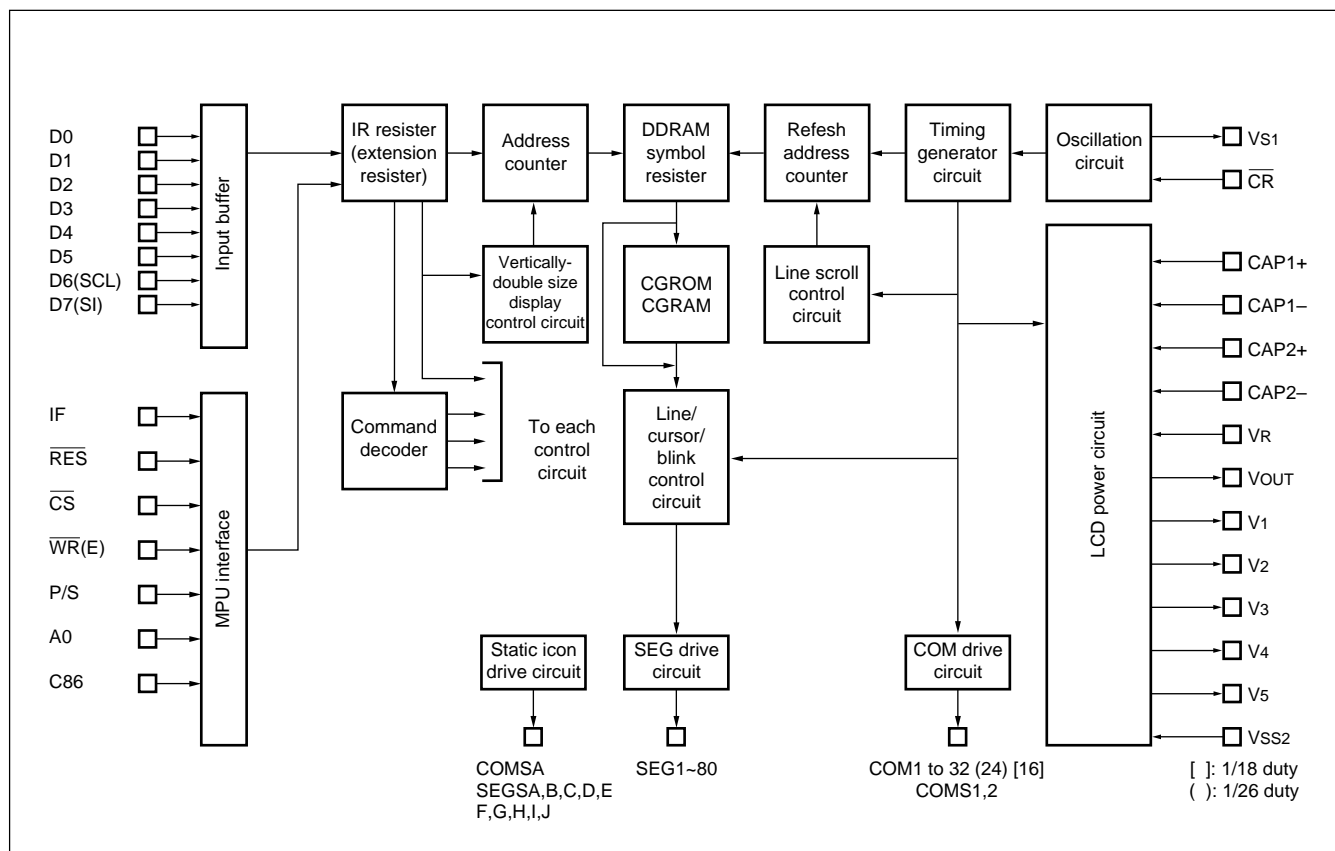 D0
D1
D2
D3
D4
D5
D6(SCL)
D7(SI)
Input buffer
IF
RES
CS
WR(E)
P/S
A0
C86
MPU interface
IR resister
(extension
resister)
Address
counter
DDRAM
symbol
resister
Refesh
address
counter
Timing
generator
circuit
Oscillation
circuit
VS1
CR
Vertically-
double size
display
control circuit
CGROM
CGRAM
Line scroll
control
circuit
Command
decoder
To each
control
circuit
Line/
cursor/
blink
control
circuit
LCD power circuit
CAP1+
CAP1–
CAP2+
CAP2–
VR
VOUT
V1
V2
V3
V4
V5
VSS2
Static icon
drive circuit
SEG drive
circuit
COM drive
circuit
COMSA
SEGSA,B,C,D,E
F,G,H,I,J
SEG1~80
COM1 to 32 (24) [16]
COMS1,2
[ ]: 1/18 duty
( ): 1/26 duty